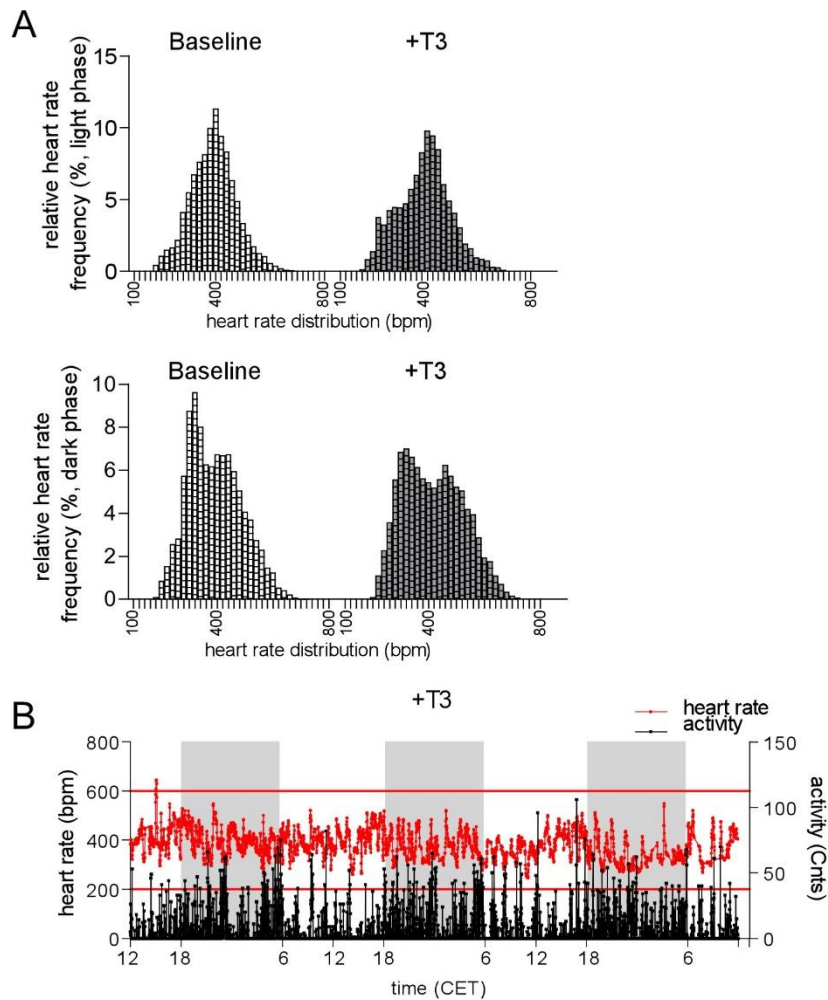 A
Baseline +T3
15
10
5
0
relative heart rate
frequency (%, light phase)
100 400 800 100 400 800
heart rate distribution (bpm)
Baseline +T3
10
8
6
4
2
0
relative heart rate
frequency (%, dark phase)
100 400 800 100 400 800
heart rate distribution (bpm)
B
+T3
heart rate
activity
800
600
400
200
0
heart rate (bpm)
150
100
50
0
activity (Cnts)
12 18 6 12 18 6 12 18 6
time (CET)